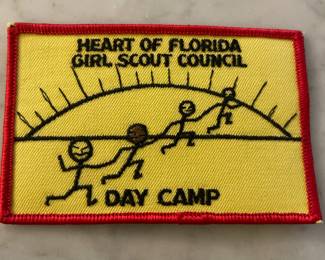 HEART OF FLORIDA
GIRL SCOUT COUNCIL
DAY CAMP